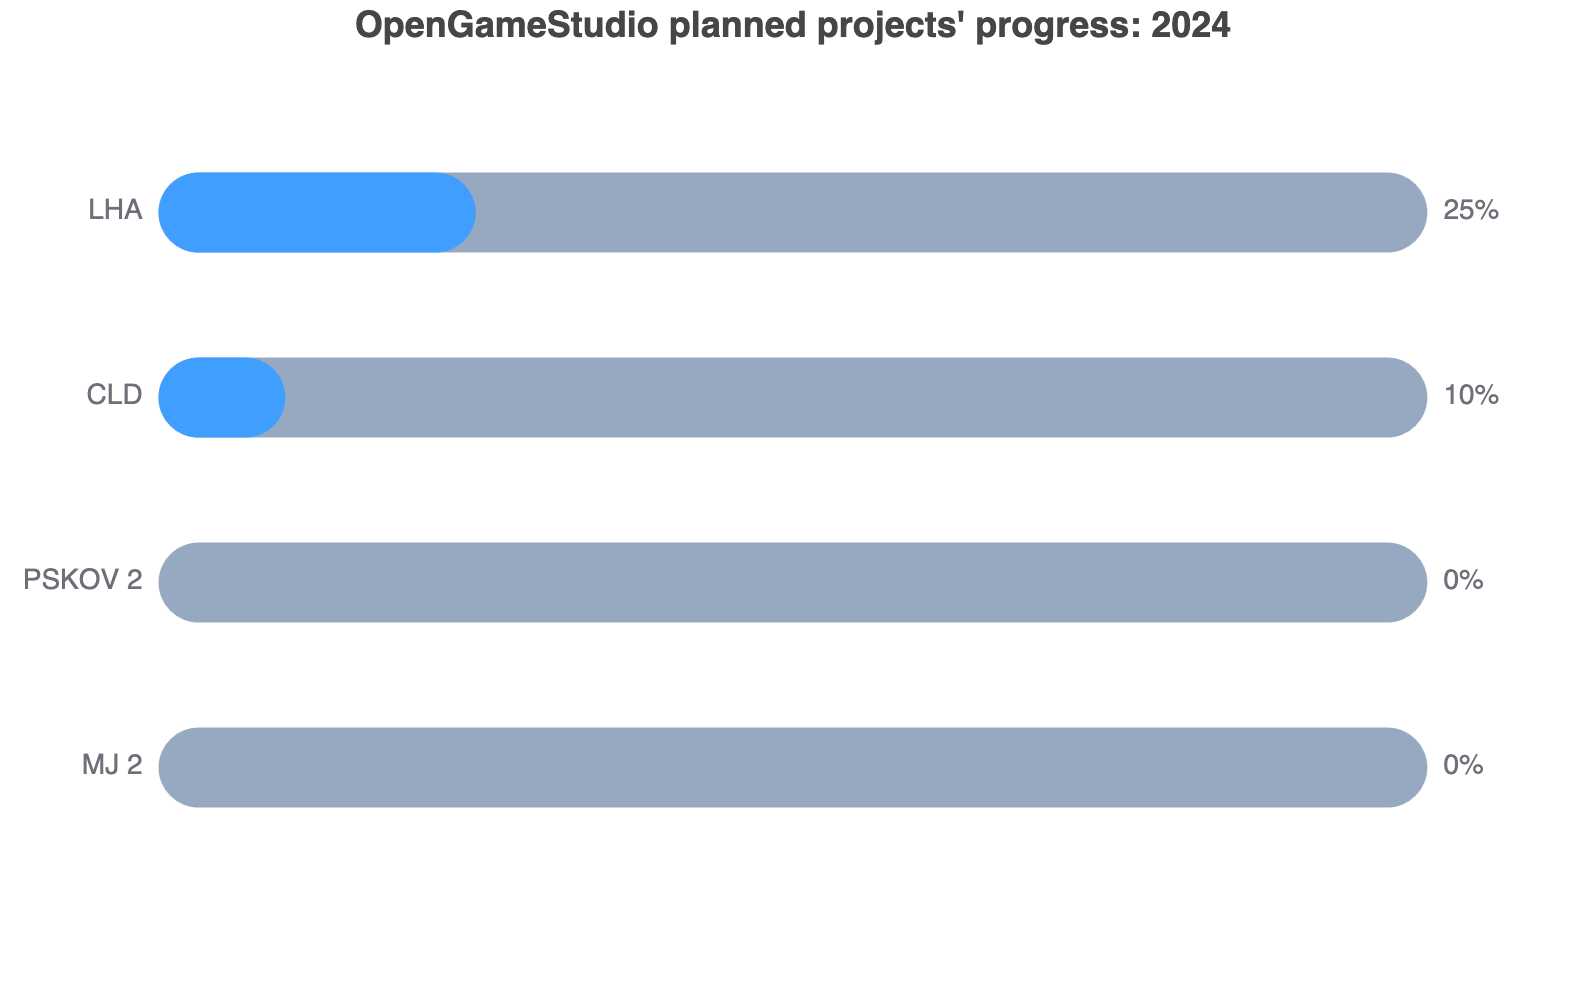 OpenGameStudio planned projects' progress: 2024
LHA 25%
CLD 10%
PSKOV 2 0%
MJ 2 0%